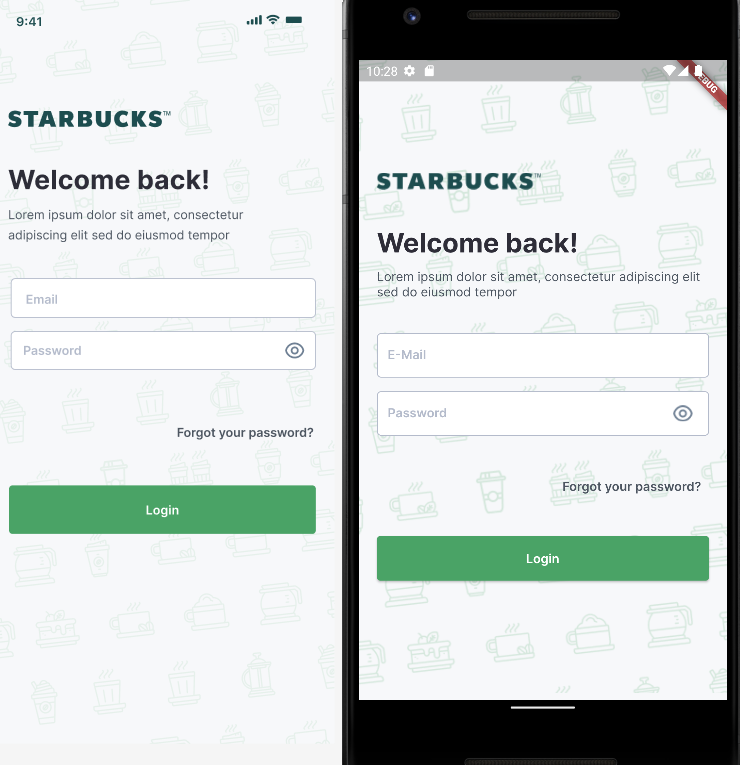 9:41
STARBUCKS™
Welcome back!
Lorem ipsum dolor sit amet, consectetur
adipiscing elit sed do eiusmod tempor
Email
Password
Forgot your password?
Login
10:28
DEBUG
STARBUCKS™
Welcome back!
Lorem ipsum dolor sit amet, consectetur adipiscing elit
sed do eiusmod tempor
E-Mail
Password
Forgot your password?
Login